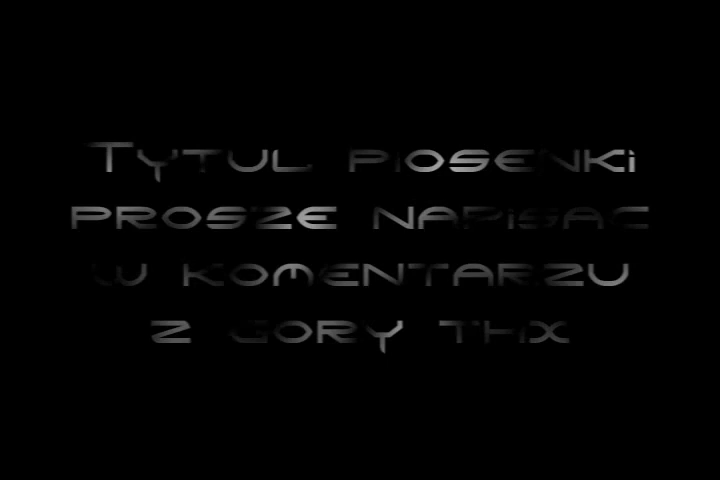 Tytul piosenki
prosze napisac
w komentarzu
z gory thx